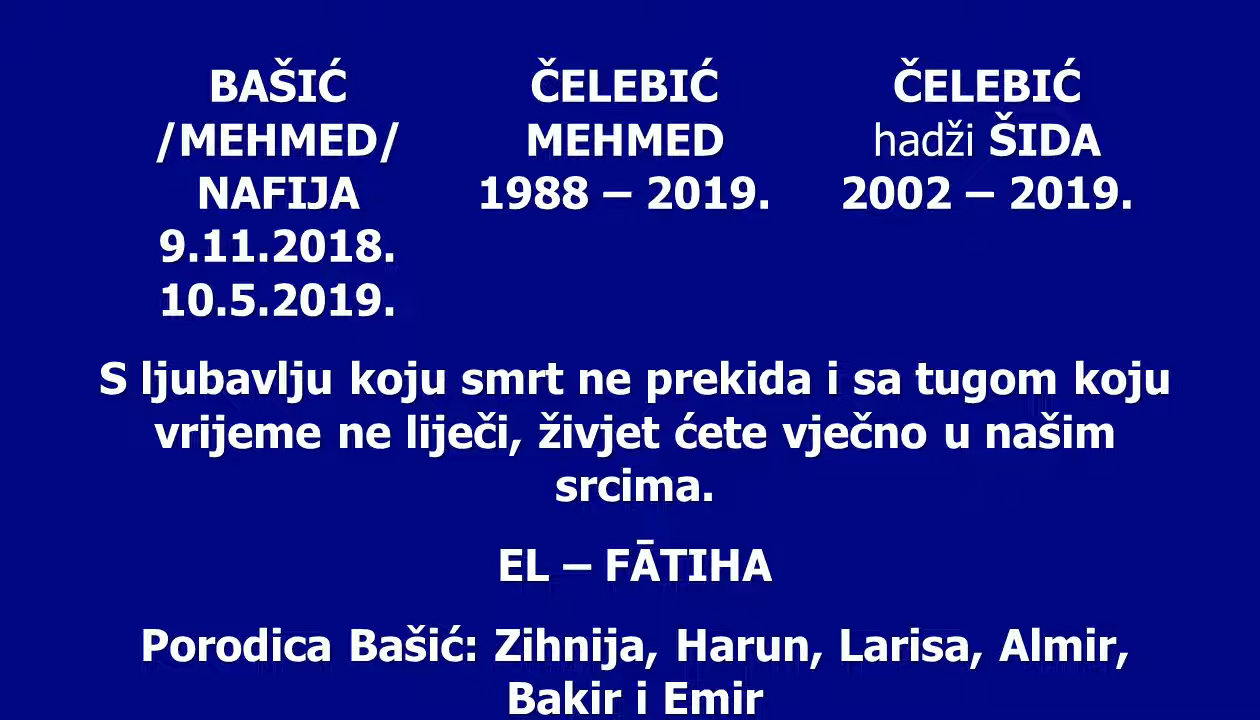 BAŠIĆ
/MEHMED/
NAFIJA
9.11.2018.
10.5.2019.
ČELEBIĆ
MEHMED
1988 – 2019.
ČELEBIĆ
hadži ŠIDA
2002 – 2019.
S ljubavlju koju smrt ne prekida i sa tugom koju
vrijeme ne liječi, živjet ćete vječno u našim
srcima.
EL – FĀTIHA
Porodica Bašić: Zihnija, Harun, Larisa, Almir,
Bakir i Emir